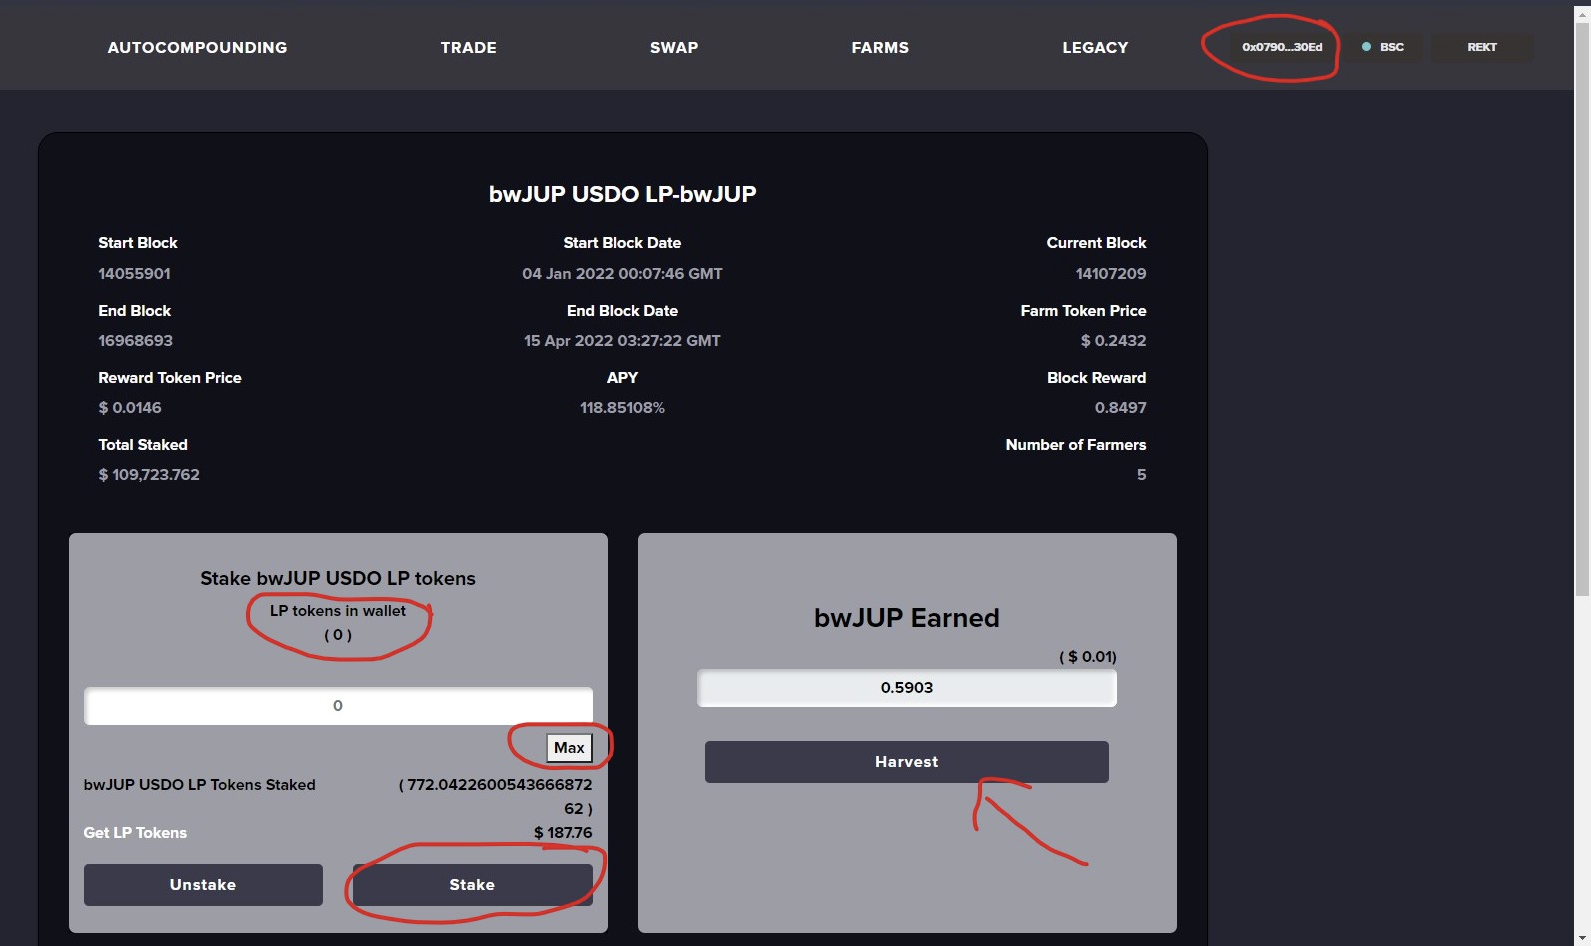 AUTOCOMPOUNDING TRADE SWAP FARMS LEGACY 0x0790...30Ed BSC REKT
bwJUP USDO LP-bwJUP
Start Block Start Block Date Current Block
14055901 04 Jan 2022 00:07:46 GMT 14107209
End Block End Block Date Farm Token Price
16968693 15 Apr 2022 03:27:22 GMT $ 0.2432
Reward Token Price APY Block Reward
$ 0.0146 118.85108% 0.8497
Total Staked Number of Farmers
$ 109,723.762 5
Stake bwJUP USDO LP tokens
LP tokens in wallet
( 0 )
0
Max
bwJUP USDO LP Tokens Staked ( 772.0422600543666872
62 )
Get LP Tokens $ 187.76
Unstake Stake
bwJUP Earned
( $ 0.01)
0.5903
Harvest